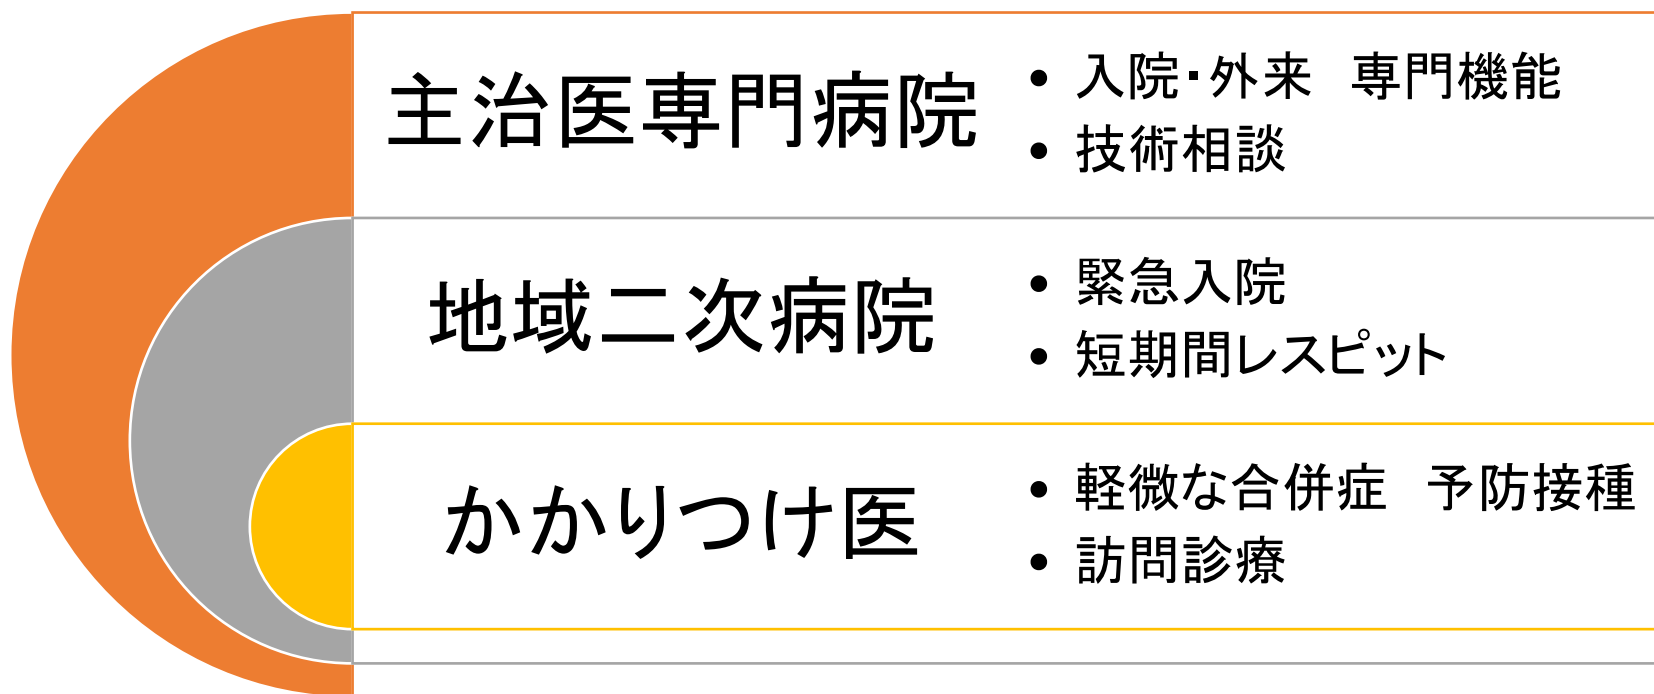 主治医専門病院
• 入院・外来　専門機能
• 技術相談
地域二次病院
• 緊急入院
• 短期間レスピット
かかりつけ医
• 軽微な合併症　予防接種
• 訪問診療